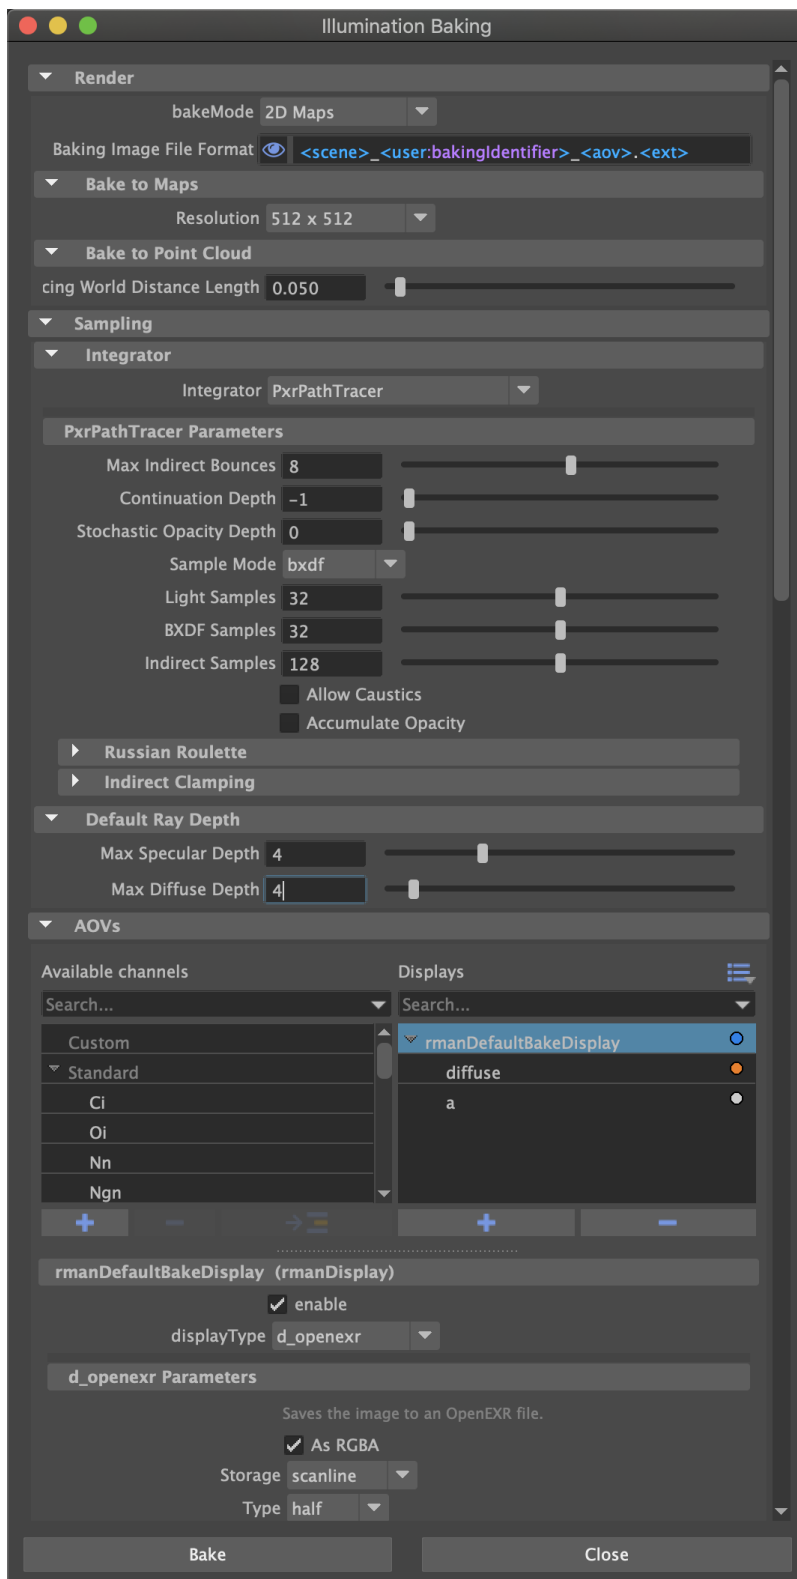 Illumination Baking
Render
bakeMode 2D Maps
Baking Image File Format <scene>_<user:bakingIdentifier>_<aov>.<ext>
Bake to Maps
Resolution 512 x 512
Bake to Point Cloud
cing World Distance Length 0.050
Sampling
Integrator
Integrator PxrPathTracer
PxrPathTracer Parameters
Max Indirect Bounces 8
Continuation Depth -1
Stochastic Opacity Depth 0
Sample Mode bxdf
Light Samples 32
BXDF Samples 32
Indirect Samples 128
Allow Caustics
Accumulate Opacity
Russian Roulette
Indirect Clamping
Default Ray Depth
Max Specular Depth 4
Max Diffuse Depth 4
AOVs
Available channels Displays
Search... Search...
Custom rmanDefaultBakeDisplay
Standard diffuse
Ci a
Oi
Nn
Ngn
rmanDefaultBakeDisplay (rmanDisplay)
enable
displayType d_openexr
d_openexr Parameters
Saves the image to an OpenEXR file.
As RGBA
Storage scanline
Type half
Bake Close